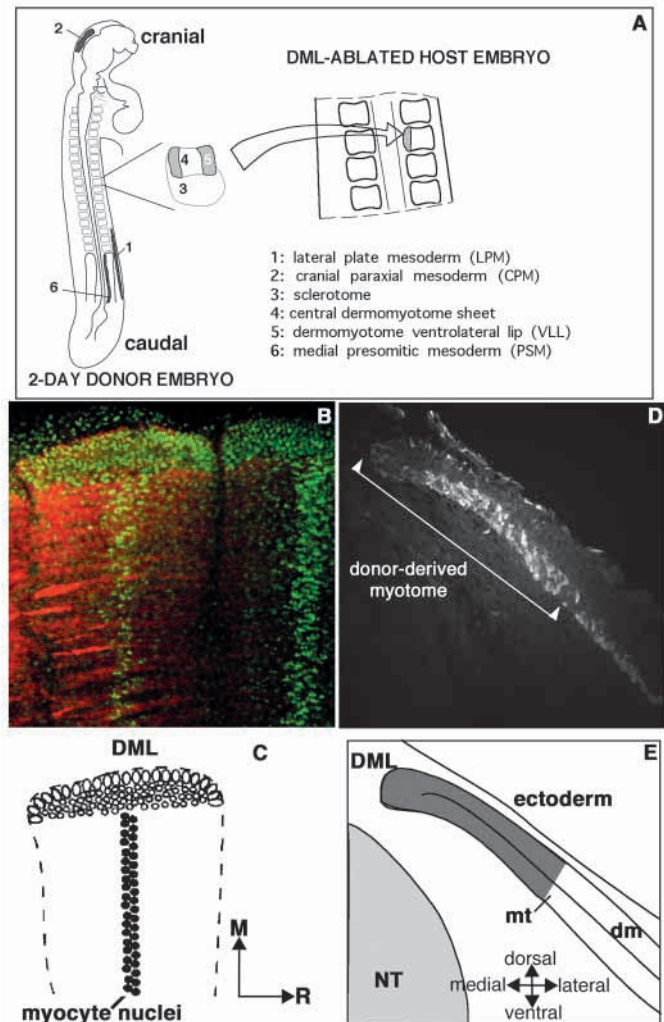 A
2
cranial
DML-ABLATED HOST EMBRYO
4
5
3
1
6
1: lateral plate mesoderm (LPM)
2: cranial paraxial mesoderm (CPM)
3: sclerotome
4: central dermomyotome sheet
5: dermomyotome ventrolateral lip (VLL)
6: medial presomitic mesoderm (PSM)
caudal
2-DAY DONOR EMBRYO
B
D
donor-derived
myotome
DML
C
M
R
myocyte nuclei
E
DML
ectoderm
mt
dm
NT
dorsal
medial
lateral
ventral